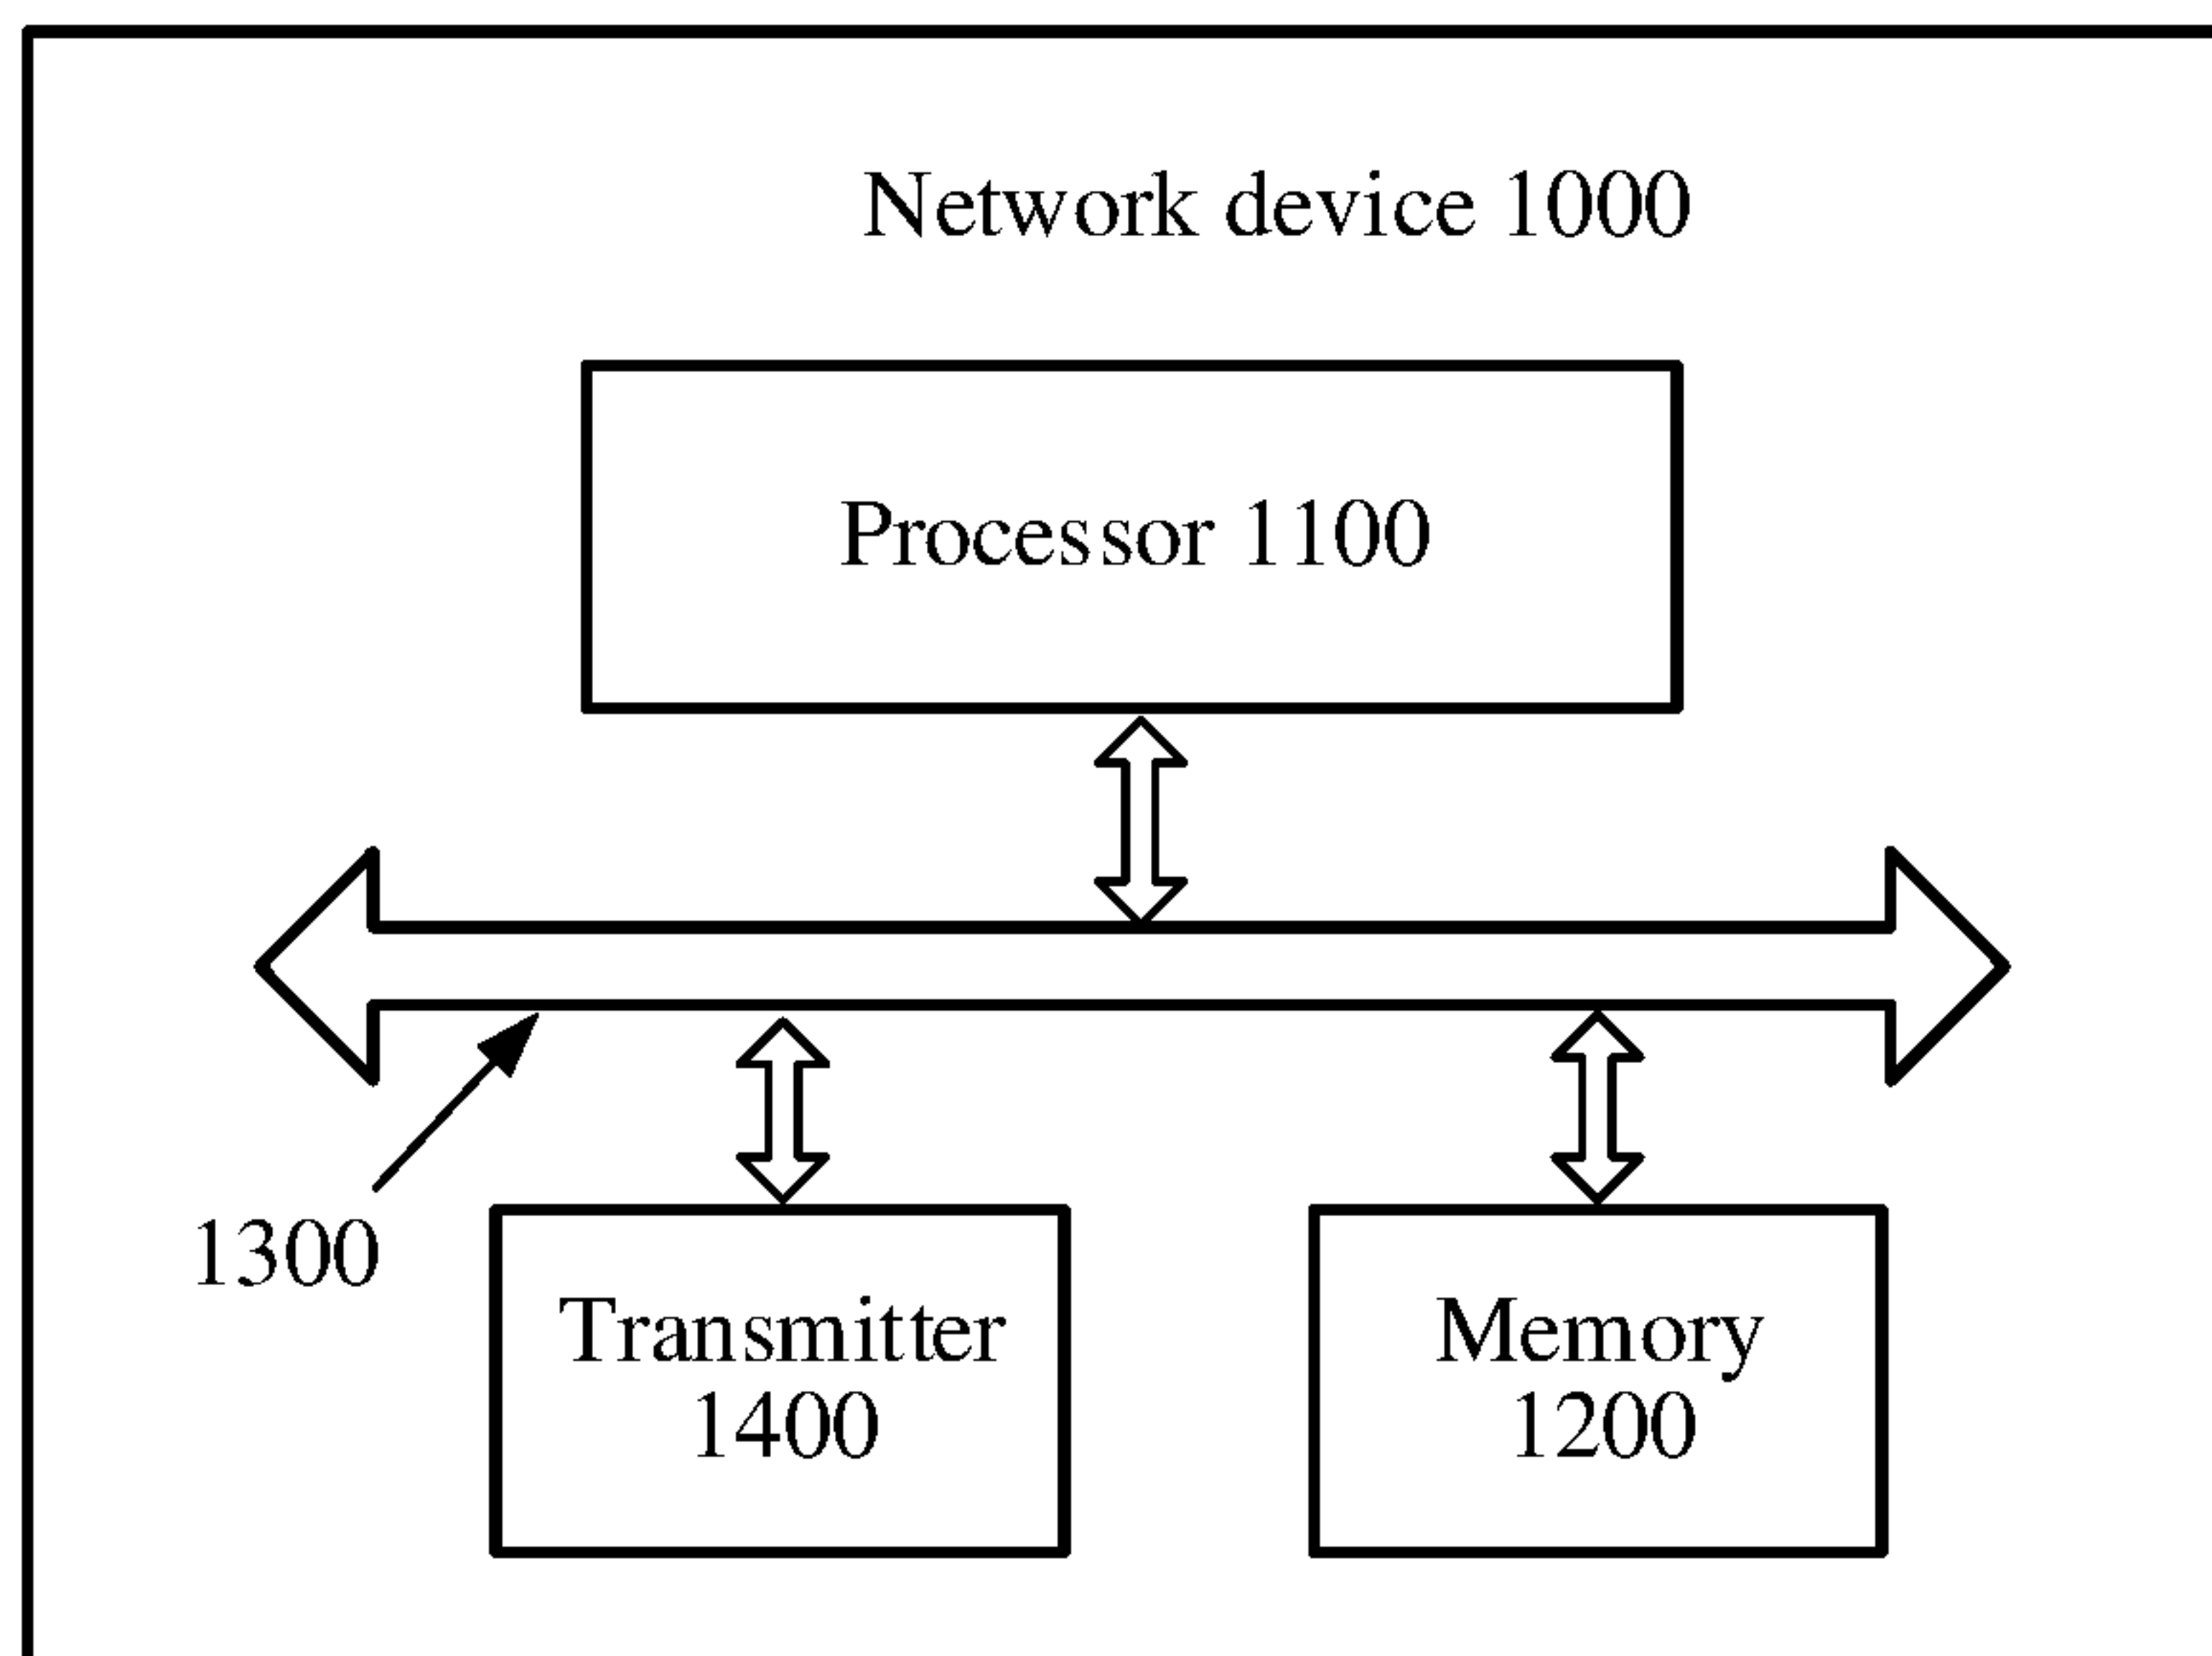 Network device 1000
Processor 1100
1300
Transmitter
1400
Memory
1200